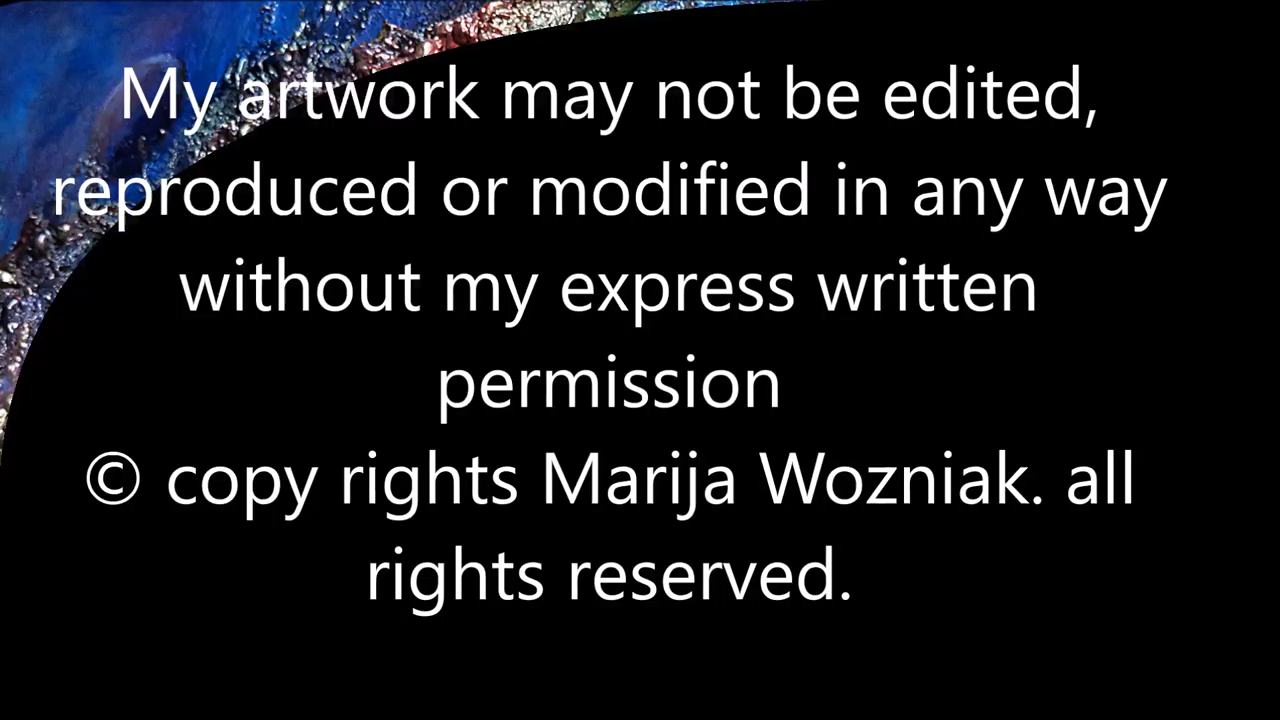 My artwork may not be edited,
reproduced or modified in any way
without my express written
permission
© copy rights Marija Wozniak. all
rights reserved.